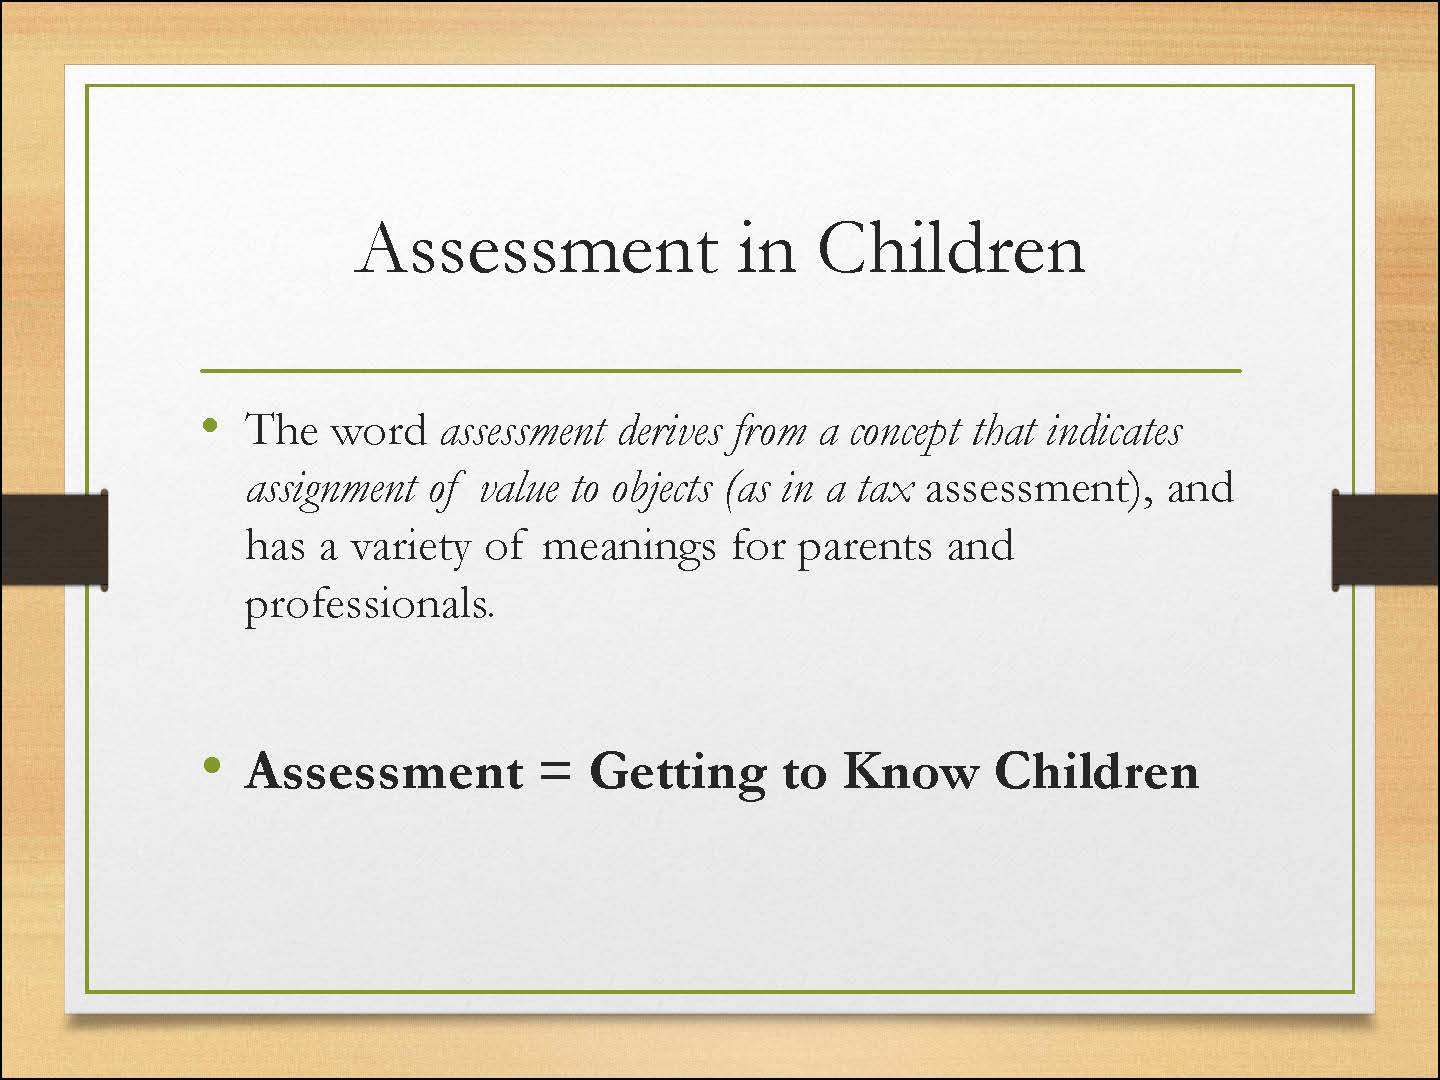 Assessment in Children
• The word assessment derives from a concept that indicates
assignment of value to objects (as in a tax assessment), and
has a variety of meanings for parents and
professionals.
• Assessment = Getting to Know Children